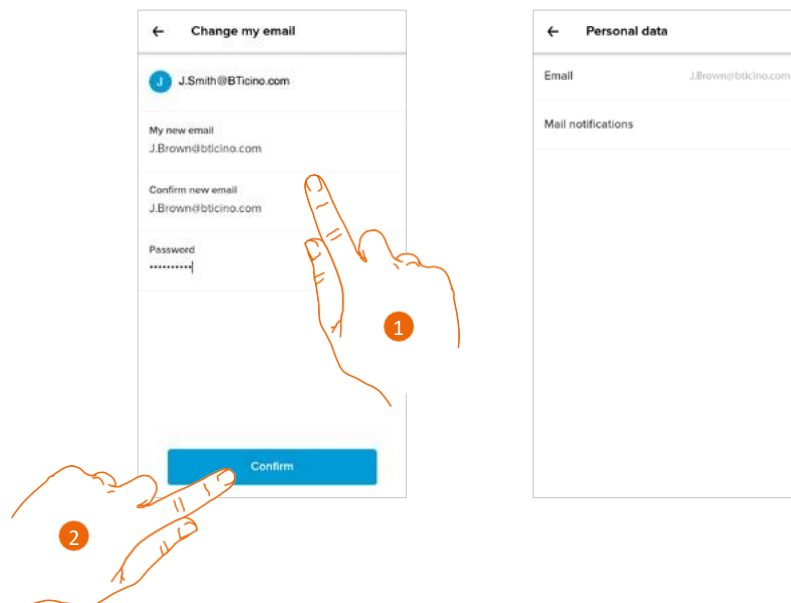 ← Change my email
J J.Smith@BTicino.com
My new email
J.Brown@bticino.com
Confirm new email
J.Brown@bticino.com
Password
••••••••••
1
Confirm
2
← Personal data
Email J.Brown@bticino.com
Mail notifications